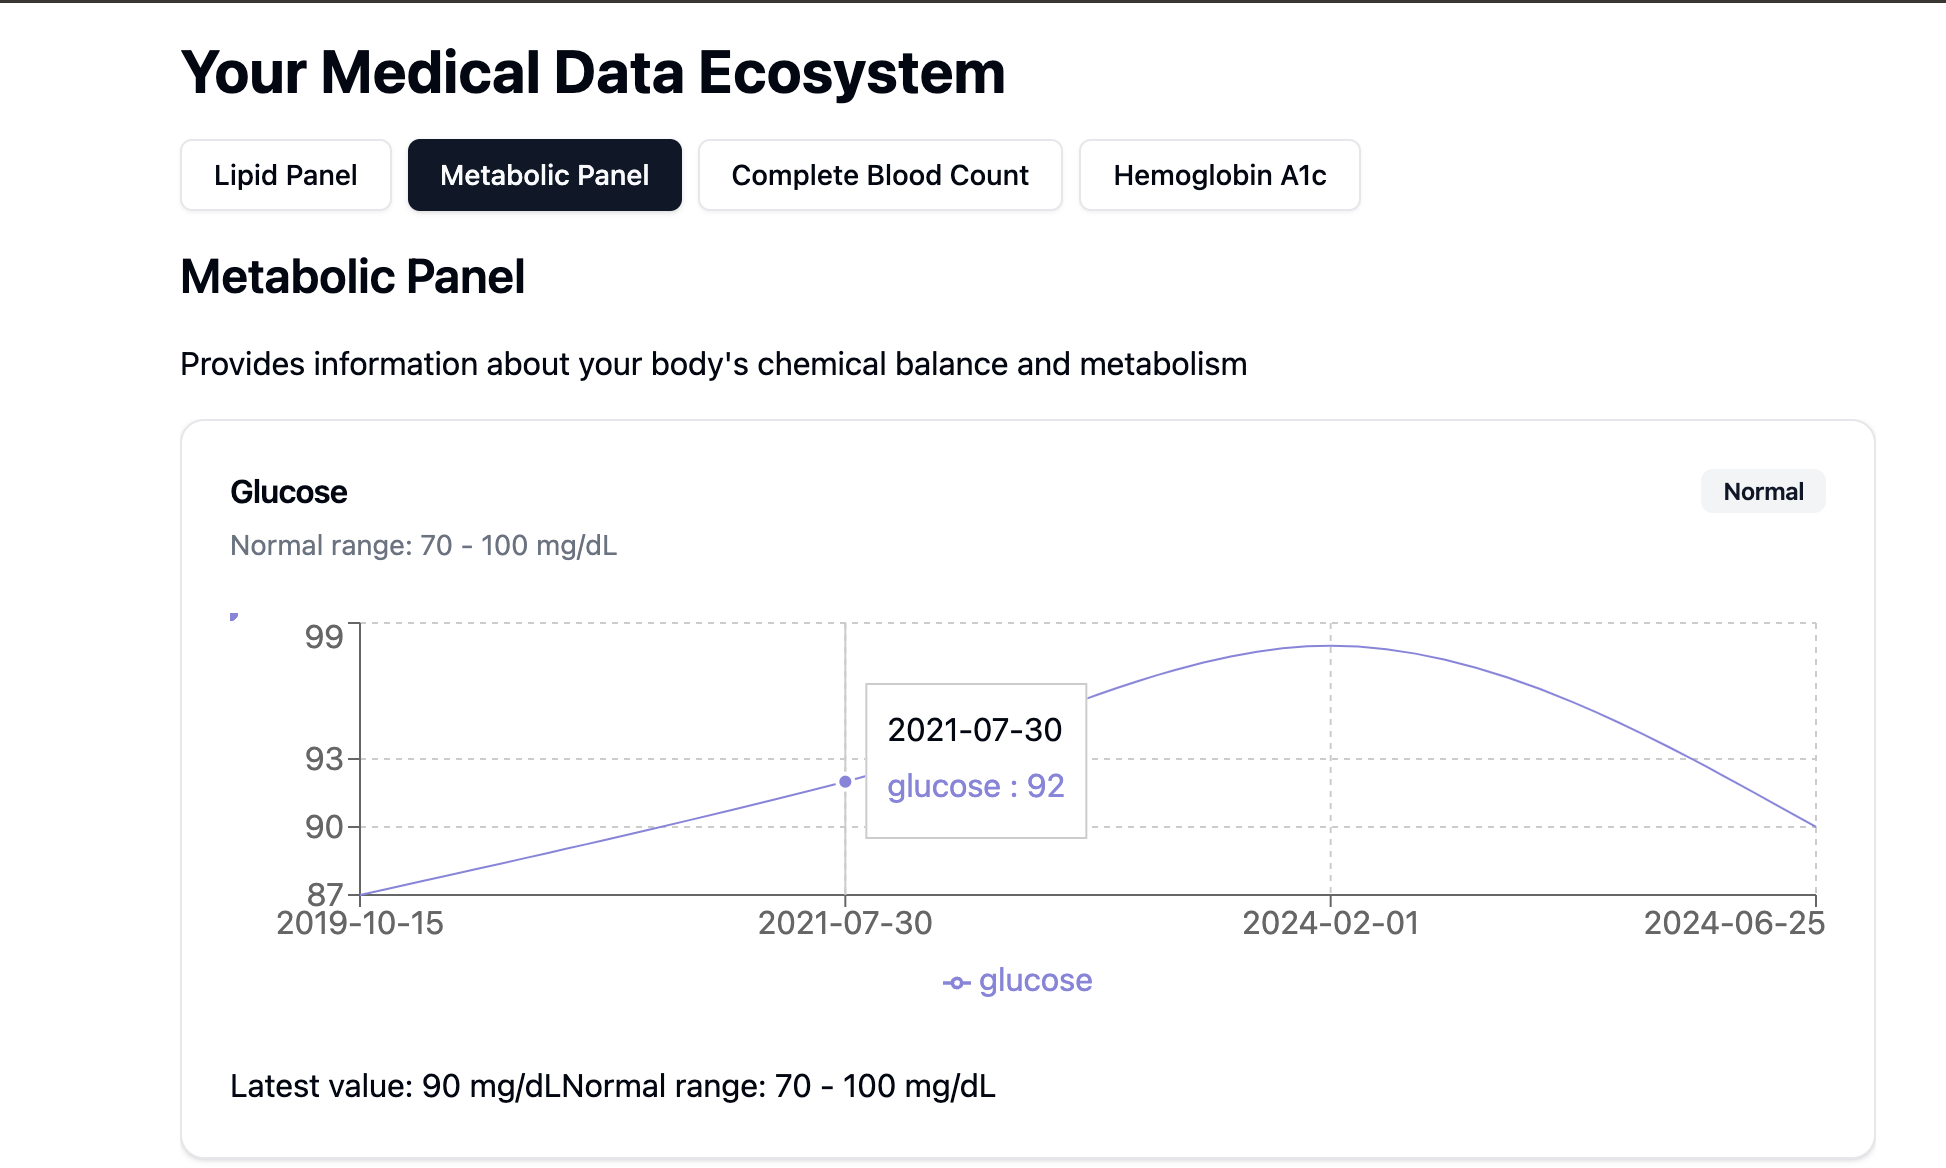 Your Medical Data Ecosystem
Lipid Panel Metabolic Panel Complete Blood Count Hemoglobin A1c
Metabolic Panel
Provides information about your body's chemical balance and metabolism
Glucose Normal
Normal range: 70 - 100 mg/dL
99
2021-07-30
93
glucose : 92
90
87
2019-10-15 2021-07-30 2024-02-01 2024-06-25
glucose
Latest value: 90 mg/dLNormal range: 70 - 100 mg/dL